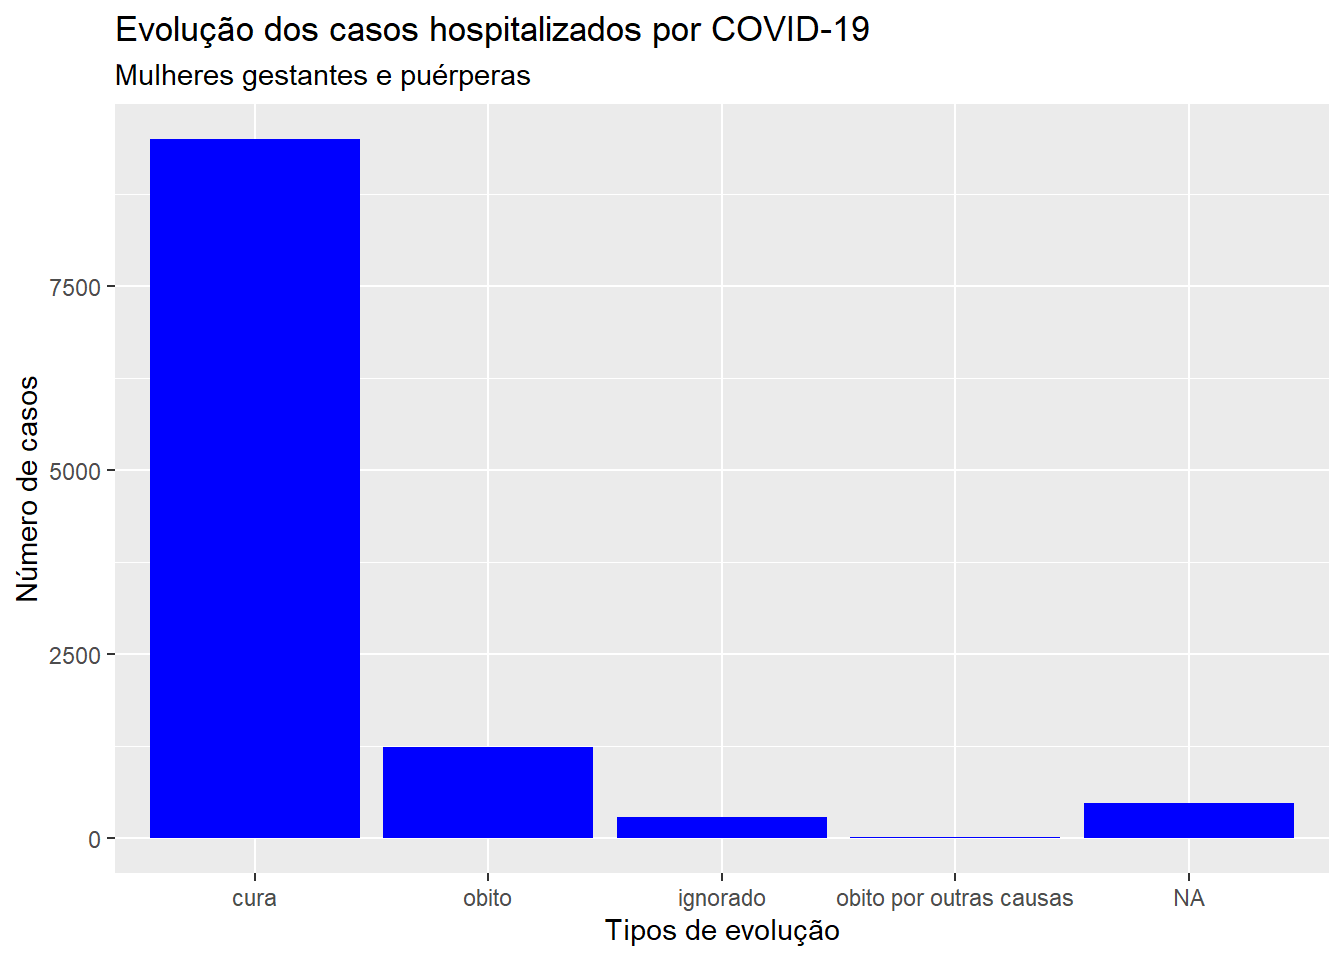 Evolução dos casos hospitalizados por COVID-19
Mulheres gestantes e puérperas
Número de casos
7500
5000
2500
0
cura
obito
ignorado
obito por outras causas
NA
Tipos de evolução